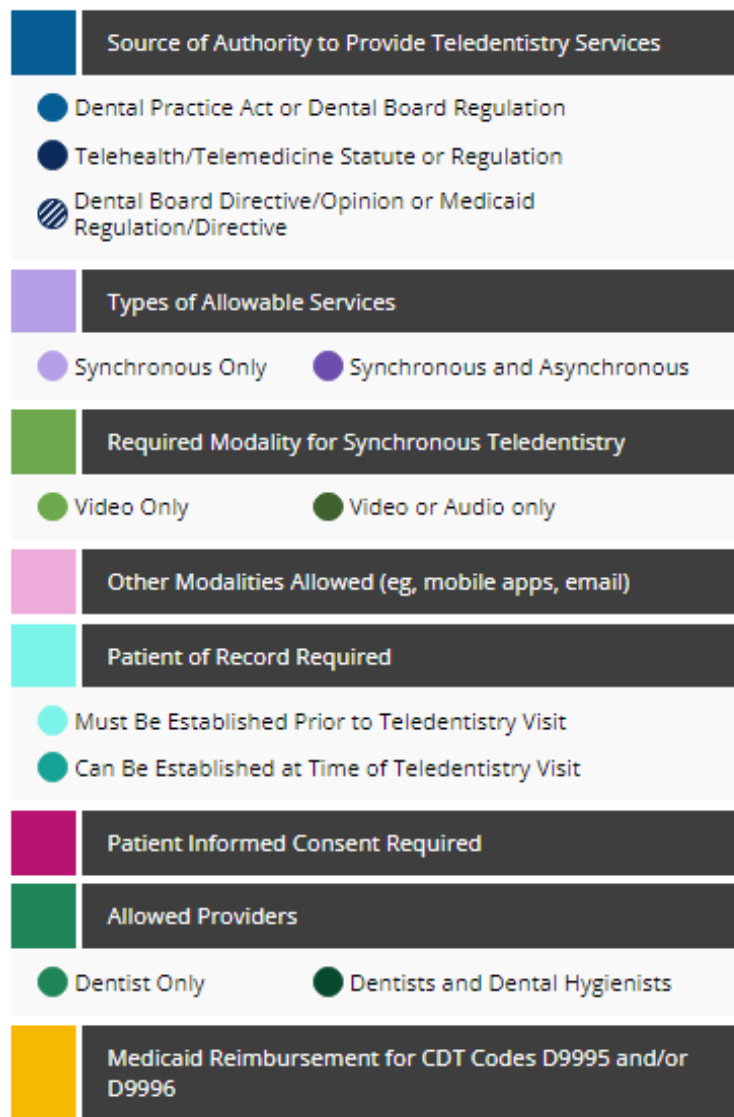 Source of Authority to Provide Teledentistry Services
Dental Practice Act or Dental Board Regulation
Telehealth/Telemedicine Statute or Regulation
Dental Board Directive/Opinion or Medicaid
Regulation/Directive
Types of Allowable Services
Synchronous Only
Synchronous and Asynchronous
Required Modality for Synchronous Teledentistry
Video Only
Video or Audio only
Other Modalities Allowed (eg, mobile apps, email)
Patient of Record Required
Must Be Established Prior to Teledentistry Visit
Can Be Established at Time of Teledentistry Visit
Patient Informed Consent Required
Allowed Providers
Dentist Only
Dentists and Dental Hygienists
Medicaid Reimbursement for CDT Codes D9995 and/or
D9996